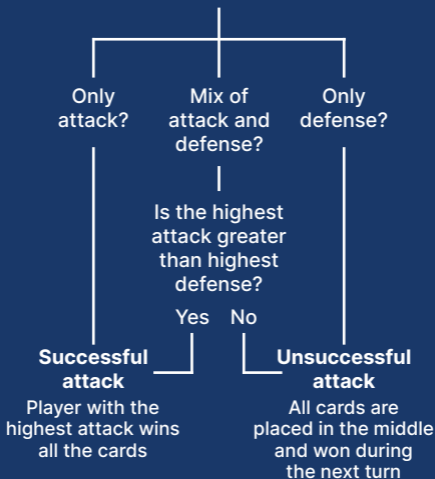 Only
attack?
Mix of
attack and
defense?
Only
defense?
Is the highest
attack greater
than highest
defense?
Yes No
Successful
attack
Player with the
highest attack wins
all the cards
Unsuccessful
attack
All cards are
placed in the middle
and won during
the next turn